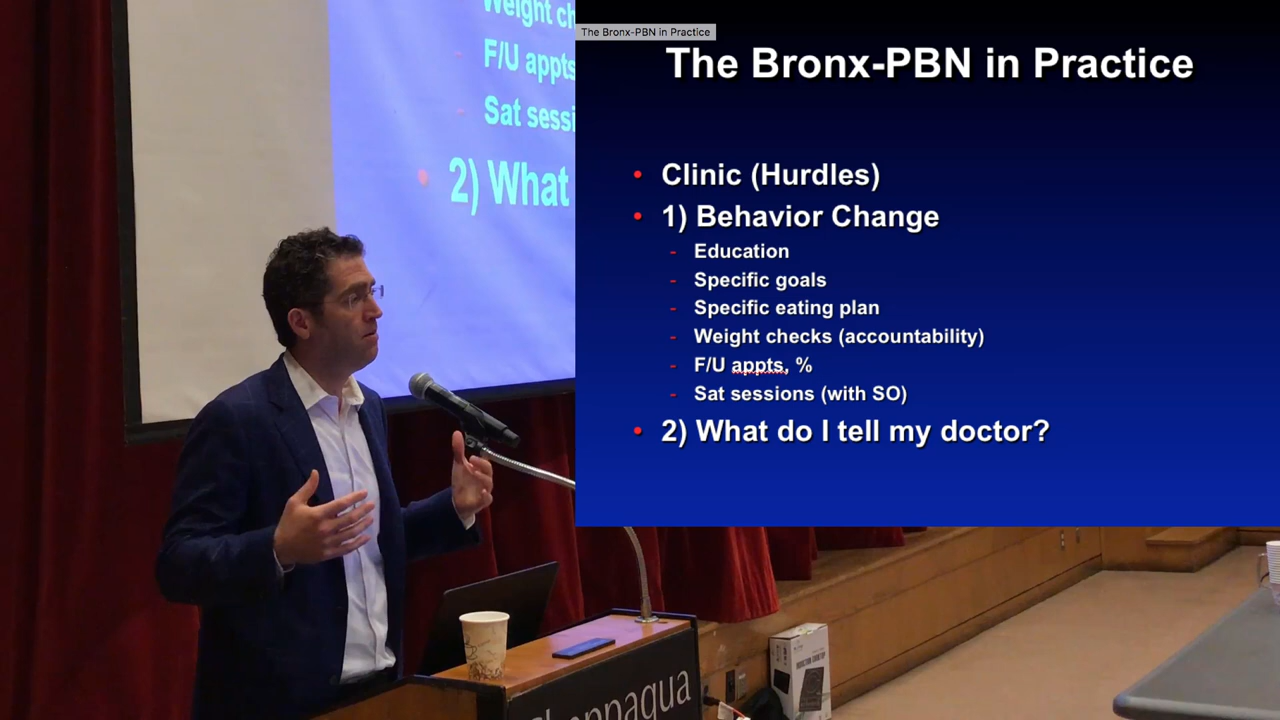 Weight ch
F/U appts
Sat sessi
2) What
The Bronx-PBN in Practice
The Bronx-PBN in Practice
Clinic (Hurdles)
1) Behavior Change
- Education
- Specific goals
- Specific eating plan
- Weight checks (accountability)
- F/U appts, %
- Sat sessions (with SO)
2) What do I tell my doctor?
Chappaqua